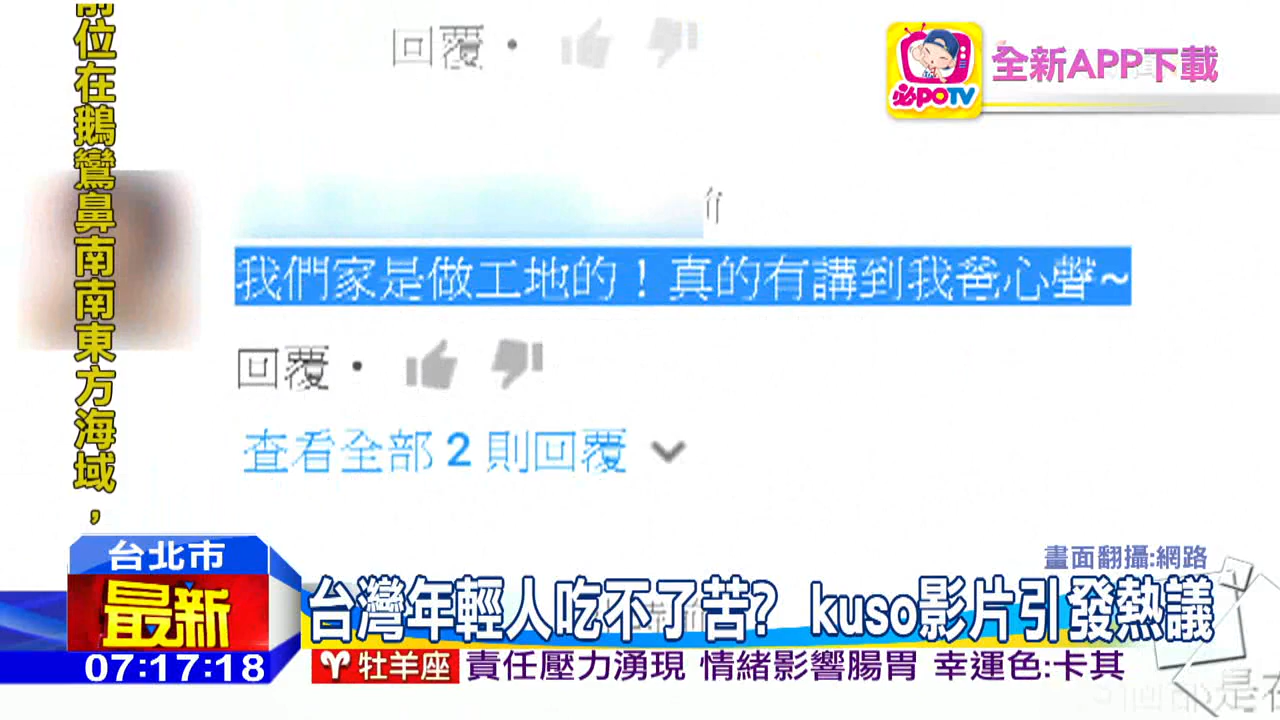 回覆・
必POTV
全新APP下載
位在鵝鑾鼻南南東方海域，
我們家是做工地的！真的有講到我爸心聲~
回覆・
查看全部 2 則回覆
畫面翻攝:網路
台北市
最新
07:17:18
台灣年輕人吃不了苦? kuso影片引發熱議
牡羊座 責任壓力湧現 情緒影響腸胃 幸運色:卡其